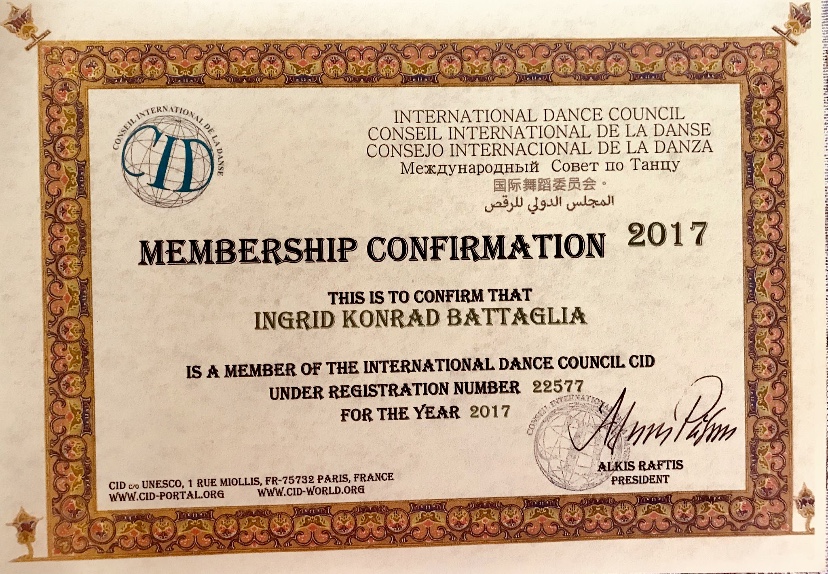 CONSEIL INTERNATIONAL DE LA DANSE
CID
INTERNATIONAL DANCE COUNCIL
CONSEIL INTERNATIONAL DE LA DANSE
CONSEJO INTERNACIONAL DE LA DANZA
Международный Совет по Танцу
国际舞蹈委员会。
المجلس الدولي للرقص
MEMBERSHIP CONFIRMATION 2017
THIS IS TO CONFIRM THAT
INGRID KONRAD BATTAGLIA
IS A MEMBER OF THE INTERNATIONAL DANCE COUNCIL CID
UNDER REGISTRATION NUMBER 22577
FOR THE YEAR 2017
CONSEIL INTERNATION
ALKIS RAFTIS
PRESIDENT
CID c/o UNESCO, 1 RUE MIOLLIS, FR-75732 PARIS, FRANCE
WWW.CID-PORTAL.ORG WWW.CID-WORLD.ORG